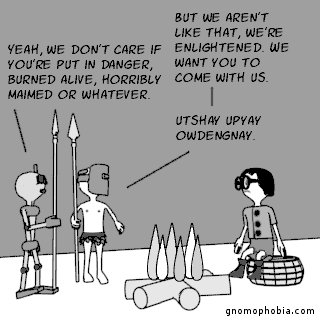 YEAH, WE DON'T CARE IF
YOU'RE PUT IN DANGER,
BURNED ALIVE, HORRIBLY
MAIMED OR WHATEVER.
BUT WE AREN'T
LIKE THAT, WE'RE
ENLIGHTENED. WE
WANT YOU TO
COME WITH US.
UTSHAY UPYAY
OWDENGNAY.
gnomophobia.com